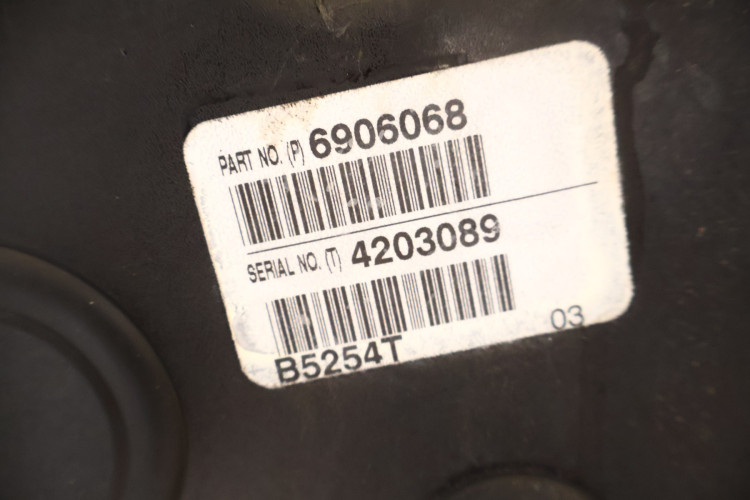 PART NO. (P) 6906068
SERIAL NO. (T) 4203089
B5254T 03